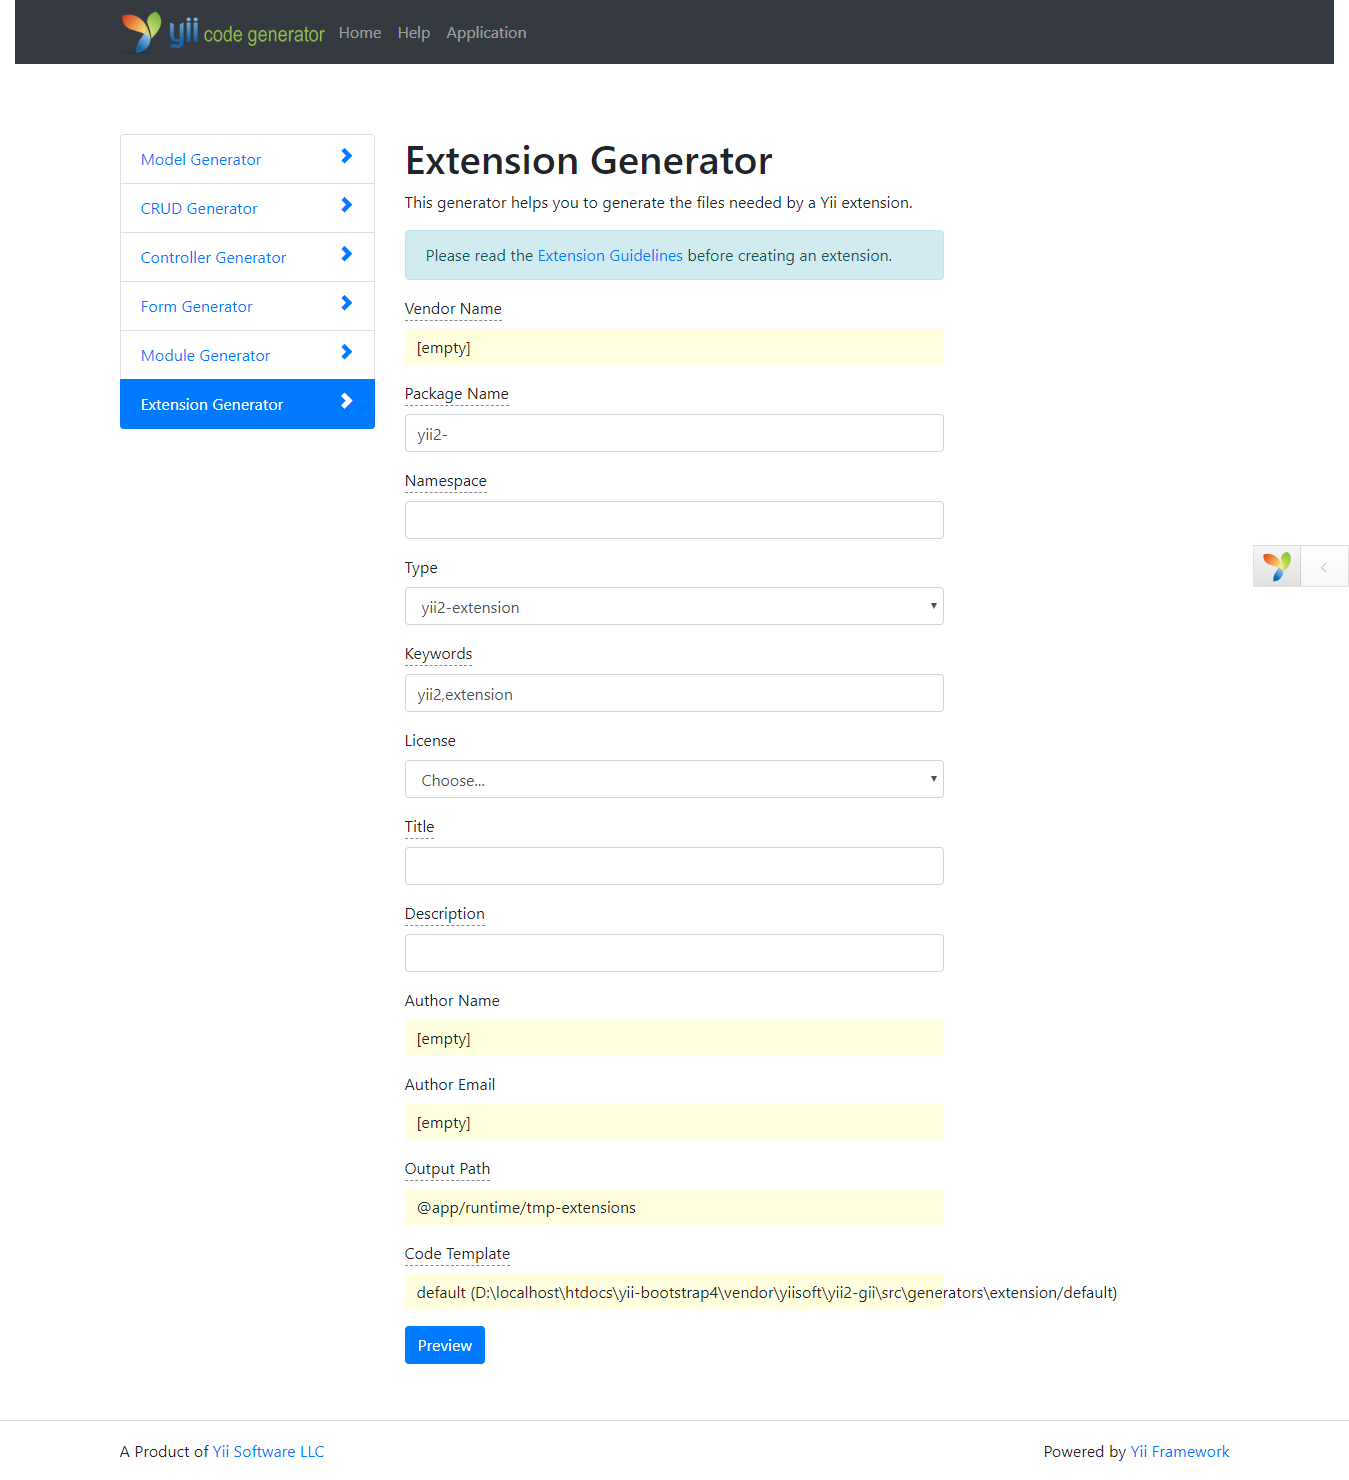 yii code generator Home Help Application
Model Generator
CRUD Generator
Controller Generator
Form Generator
Module Generator
Extension Generator
Extension Generator
This generator helps you to generate the files needed by a Yii extension.
Please read the Extension Guidelines before creating an extension.
Vendor Name
[empty]
Package Name
yii2-
Namespace
Type
yii2-extension
Keywords
yii2,extension
License
Choose...
Title
Description
Author Name
[empty]
Author Email
[empty]
Output Path
@app/runtime/tmp-extensions
Code Template
default (D:\localhost\htdocs\yii-bootstrap4\vendor\yiisoft\yii2-gii\src\generators\extension/default)
Preview
A Product of Yii Software LLC
Powered by Yii Framework